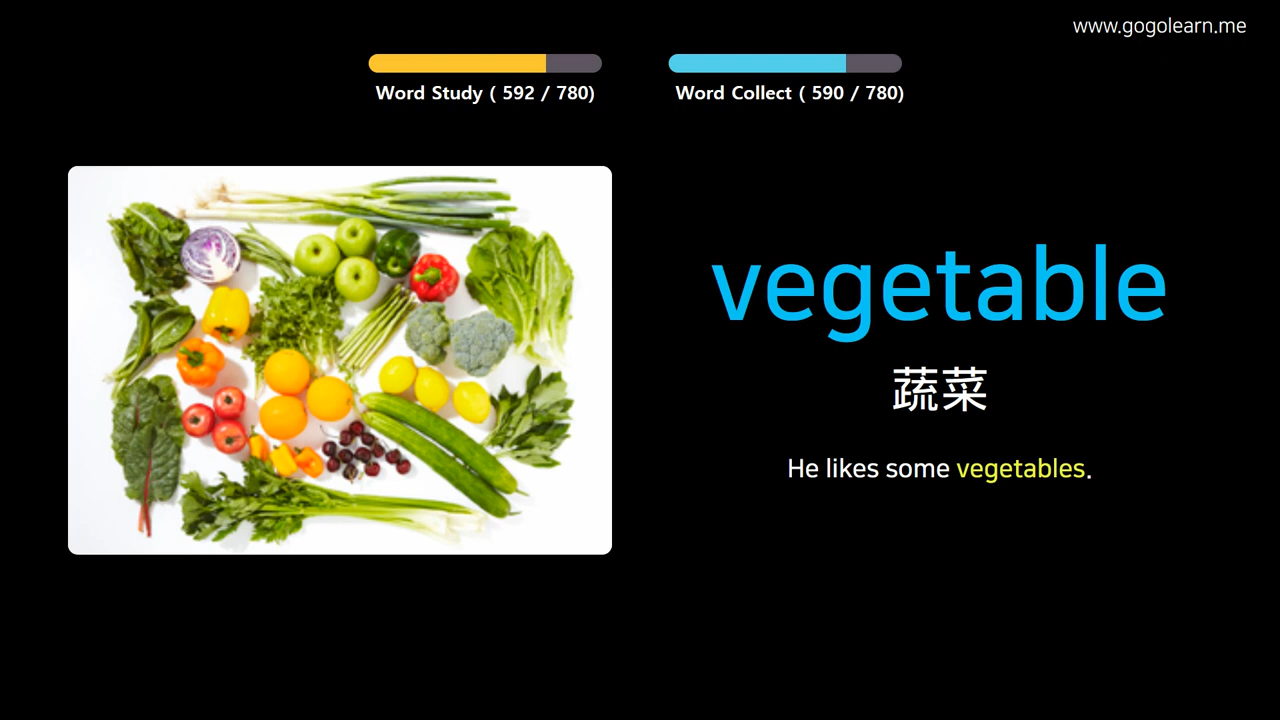 www.gogolearn.me
Word Study ( 592 / 780)
Word Collect ( 590 / 780)
vegetable
蔬菜
He likes some vegetables.